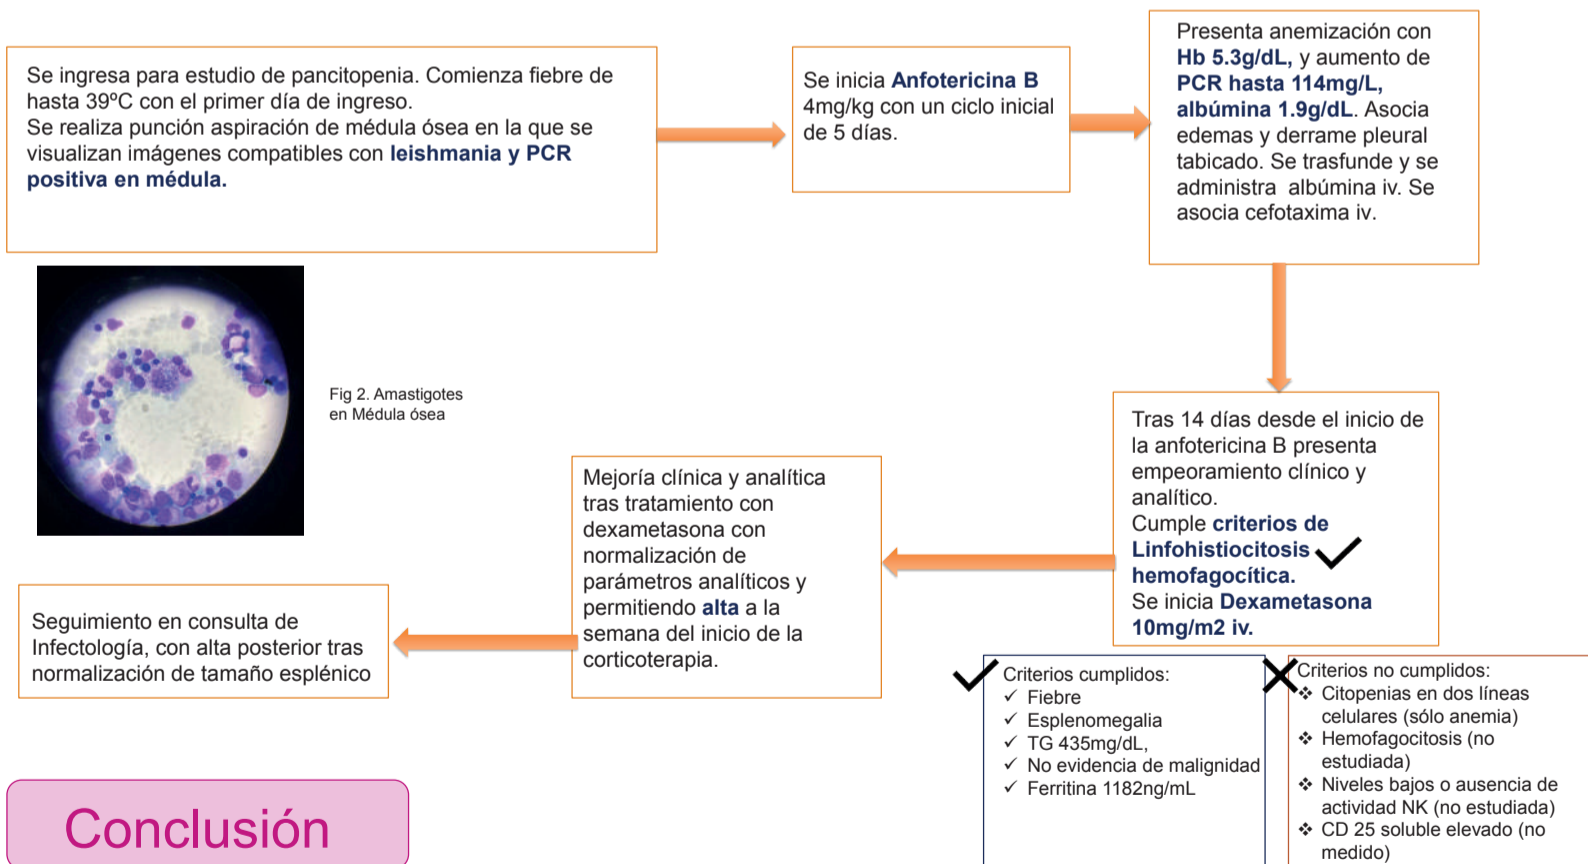 Se ingresa para estudio de pancitopenia. Comienza fiebre de
hasta 39ºC con el primer día de ingreso.
Se realiza punción aspiración de médula ósea en la que se
visualizan imágenes compatibles con leishmania y PCR
positiva en médula.
Se inicia Anfotericina B
4mg/kg con un ciclo inicial
de 5 días.
Presenta anemización con
Hb 5.3g/dL, y aumento de
PCR hasta 114mg/L,
albúmina 1.9g/dL. Asocia
edemas y derrame pleural
tabicado. Se trasfunde y se
administra albúmina iv. Se
asocia cefotaxima iv.
Fig 2. Amastigotes
en Médula ósea
Tras 14 días desde el inicio de
la anfotericina B presenta
empeoramiento clínico y
analítico.
Cumple criterios de
Linfohistiocitosis
hemofagocítica.
Se inicia Dexametasona
10mg/m2 iv.
Mejoría clínica y analítica
tras tratamiento con
dexametasona con
normalización de
parámetros analíticos y
permitiendo alta a la
semana del inicio de la
corticoterapia.
Seguimiento en consulta de
Infectología, con alta posterior tras
normalización de tamaño esplénico
Criterios cumplidos:
✓ Fiebre
✓ Esplenomegalia
✓ TG 435mg/dL,
✓ No evidencia de malignidad
✓ Ferritina 1182ng/mL
Criterios no cumplidos:
❖ Citopenias en dos líneas
celulares (sólo anemia)
❖ Hemofagocitosis (no
estudiada)
❖ Niveles bajos o ausencia de
actividad NK (no estudiada)
❖ CD 25 soluble elevado (no
medido)
Conclusión